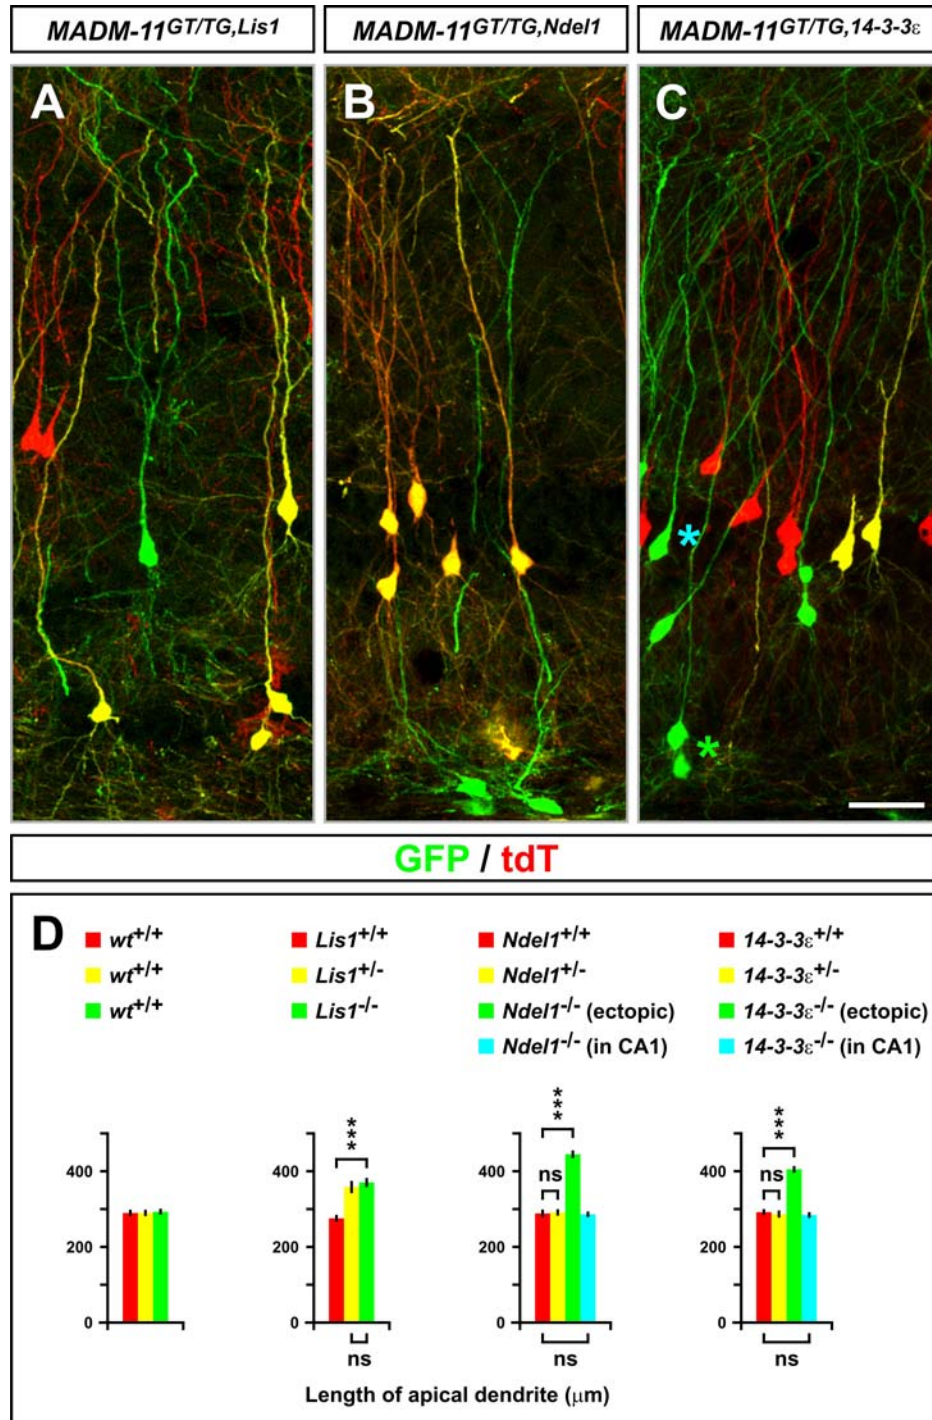 MADM-11GT/TG,Lis1
MADM-11GT/TG,Ndel1
MADM-11GT/TG,14-3-3ε
A
B
C
*
*
GFP / tdT
D
wt+/+
wt+/+
wt+/+
Lis1+/+
Lis1+/-
Lis1-/-
Ndel1+/+
Ndel1+/-
Ndel1-/- (ectopic)
Ndel1-/- (in CA1)
14-3-3ε+/+
14-3-3ε+/-
14-3-3ε-/- (ectopic)
14-3-3ε-/- (in CA1)
400
200
0
400
200
0
***
ns
400
200
0
***
ns
ns
400
200
0
***
ns
ns
Length of apical dendrite (μm)